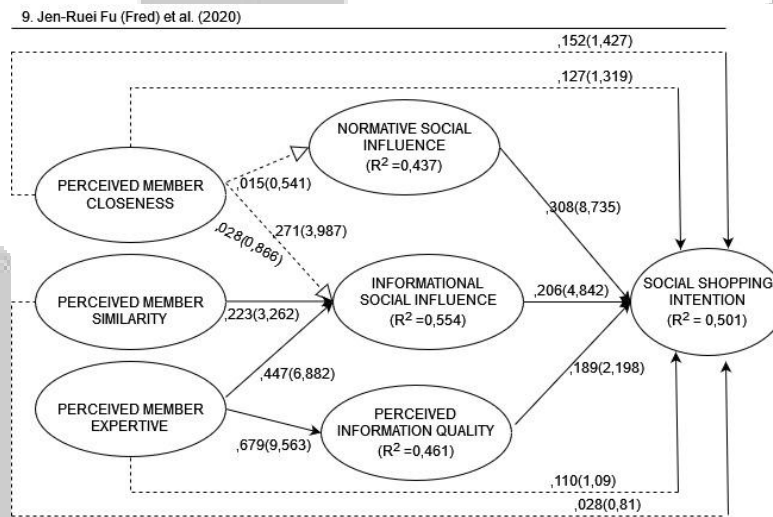 9. Jen-Ruei Fu (Fred) et al. (2020)
,152(1,427)
,127(1,319)
NORMATIVE SOCIAL
INFLUENCE
(R² =0,437)
PERCEIVED MEMBER
CLOSENESS
,015(0,541)
,308(8,735)
,271(3,987)
,028(0,866)
INFORMATIONAL
SOCIAL INFLUENCE
(R² =0,554)
SOCIAL SHOPPING
INTENTION
(R² = 0,501)
PERCEIVED MEMBER
SIMILARITY
,223(3,262)
,206(4,842)
,447(6,882)
,189(2,198)
PERCEIVED MEMBER
EXPERTIVE
PERCEIVED
INFORMATION QUALITY
(R² =0,461)
,679(9,563)
,110(1,09)
,028(0,81)